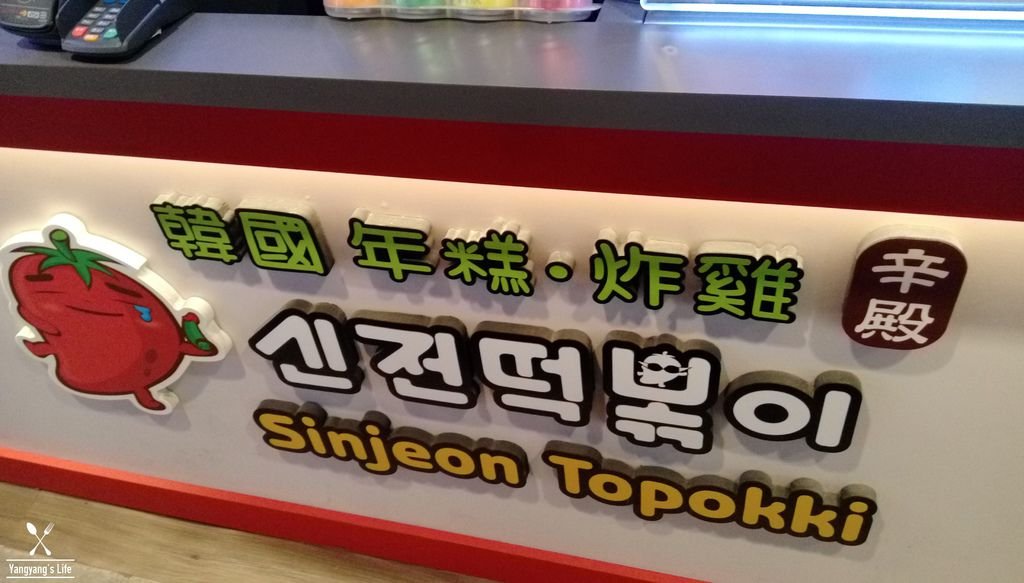 韓國 年糕·炸雞
辛殿
신전떡볶이
Sinjeon Topokki
Yangyang's Life